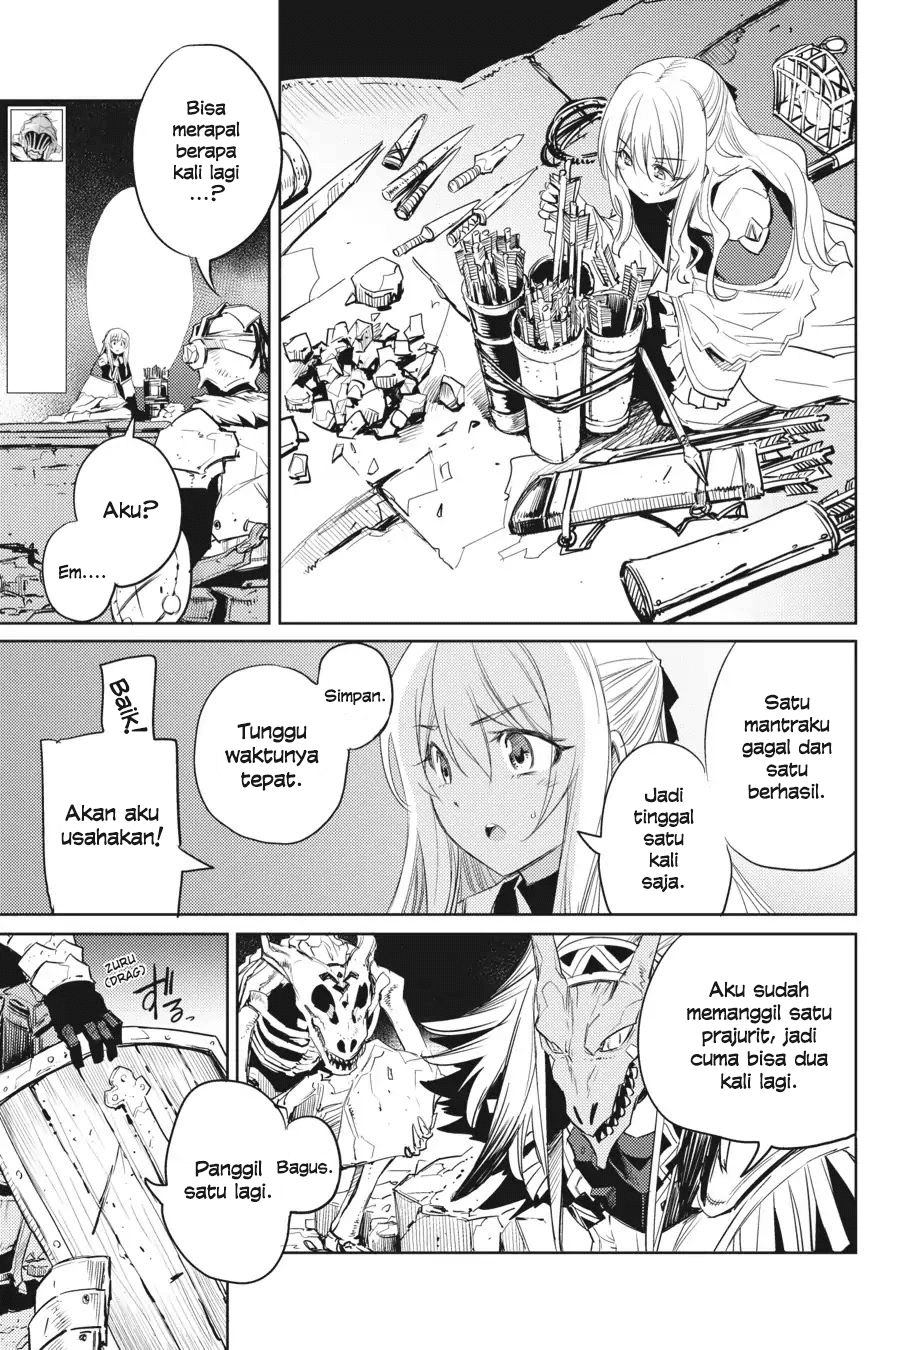 Bisa
merapal
berapa
kali lagi
...?
Aku?
Em....
Satu
mantraku
gagal dan
satu
berhasil.
Jadi
tinggal
satu
kali
saja.
Simpan.
Tunggu
waktunya
tepat.
Baik!
Akan aku
usahakan!
Aku sudah
memanggil satu
prajurit, jadi
cuma bisa dua
kali lagi.
Bagus.
Panggil
satu lagi.
ZURU
(DRAG)
ずる..